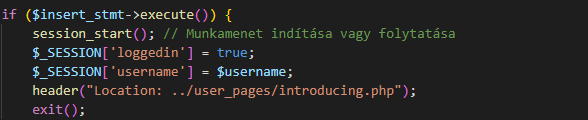 if ($insert_stmt->execute()) {
session_start(); // Munkamenet indítása vagy folytatása
$_SESSION['loggedin'] = true;
$_SESSION['username'] = $username;
header("Location: ../user_pages/introducing.php");
exit();